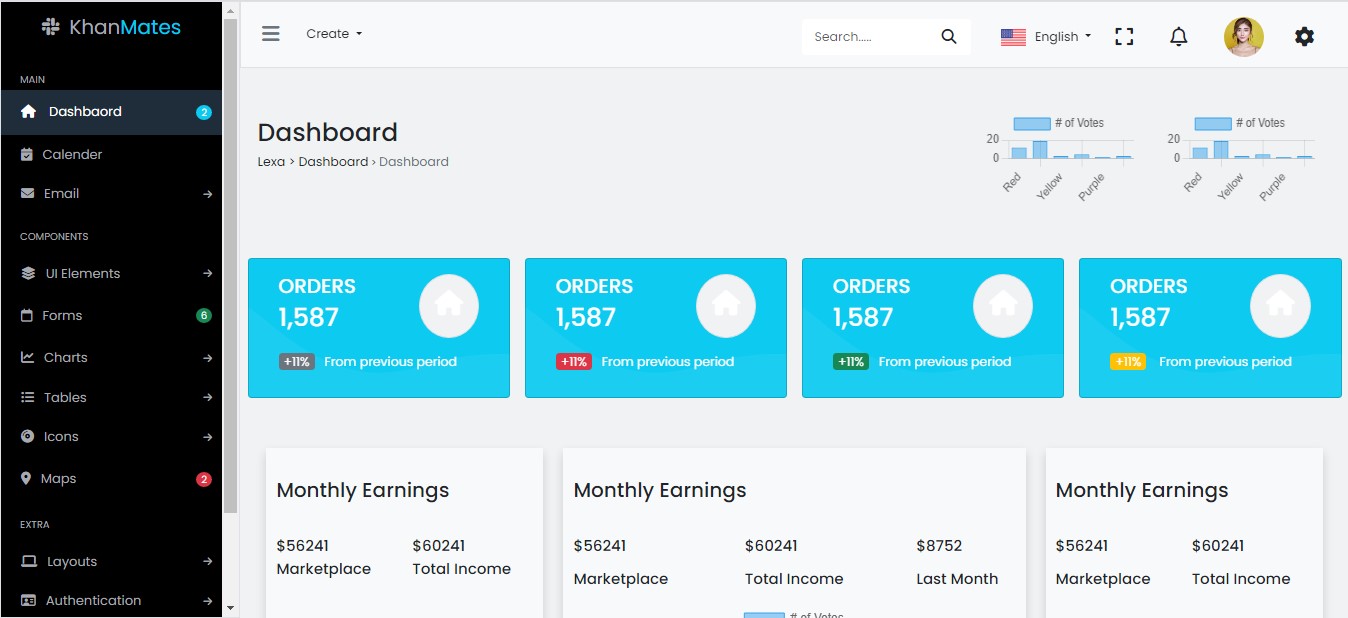 KhanMates
Create
Search.....
English
MAIN
Dashbaord 2
Calender
Email
COMPONENTS
UI Elements
Forms 6
Charts
Tables
Icons
Maps 2
EXTRA
Layouts
Authentication
Dashboard
Lexa > Dashboard › Dashboard
# of Votes
20
0
Red Yellow Purple
# of Votes
20
0
Red Yellow Purple
ORDERS
1,587
+11% From previous period
ORDERS
1,587
+11% From previous period
ORDERS
1,587
+11% From previous period
ORDERS
1,587
+11% From previous period
Monthly Earnings
$56241 $60241
Marketplace Total Income
Monthly Earnings
$56241 $60241 $8752
Marketplace Total Income Last Month
# of Votes
Monthly Earnings
$56241 $60241
Marketplace Total Income